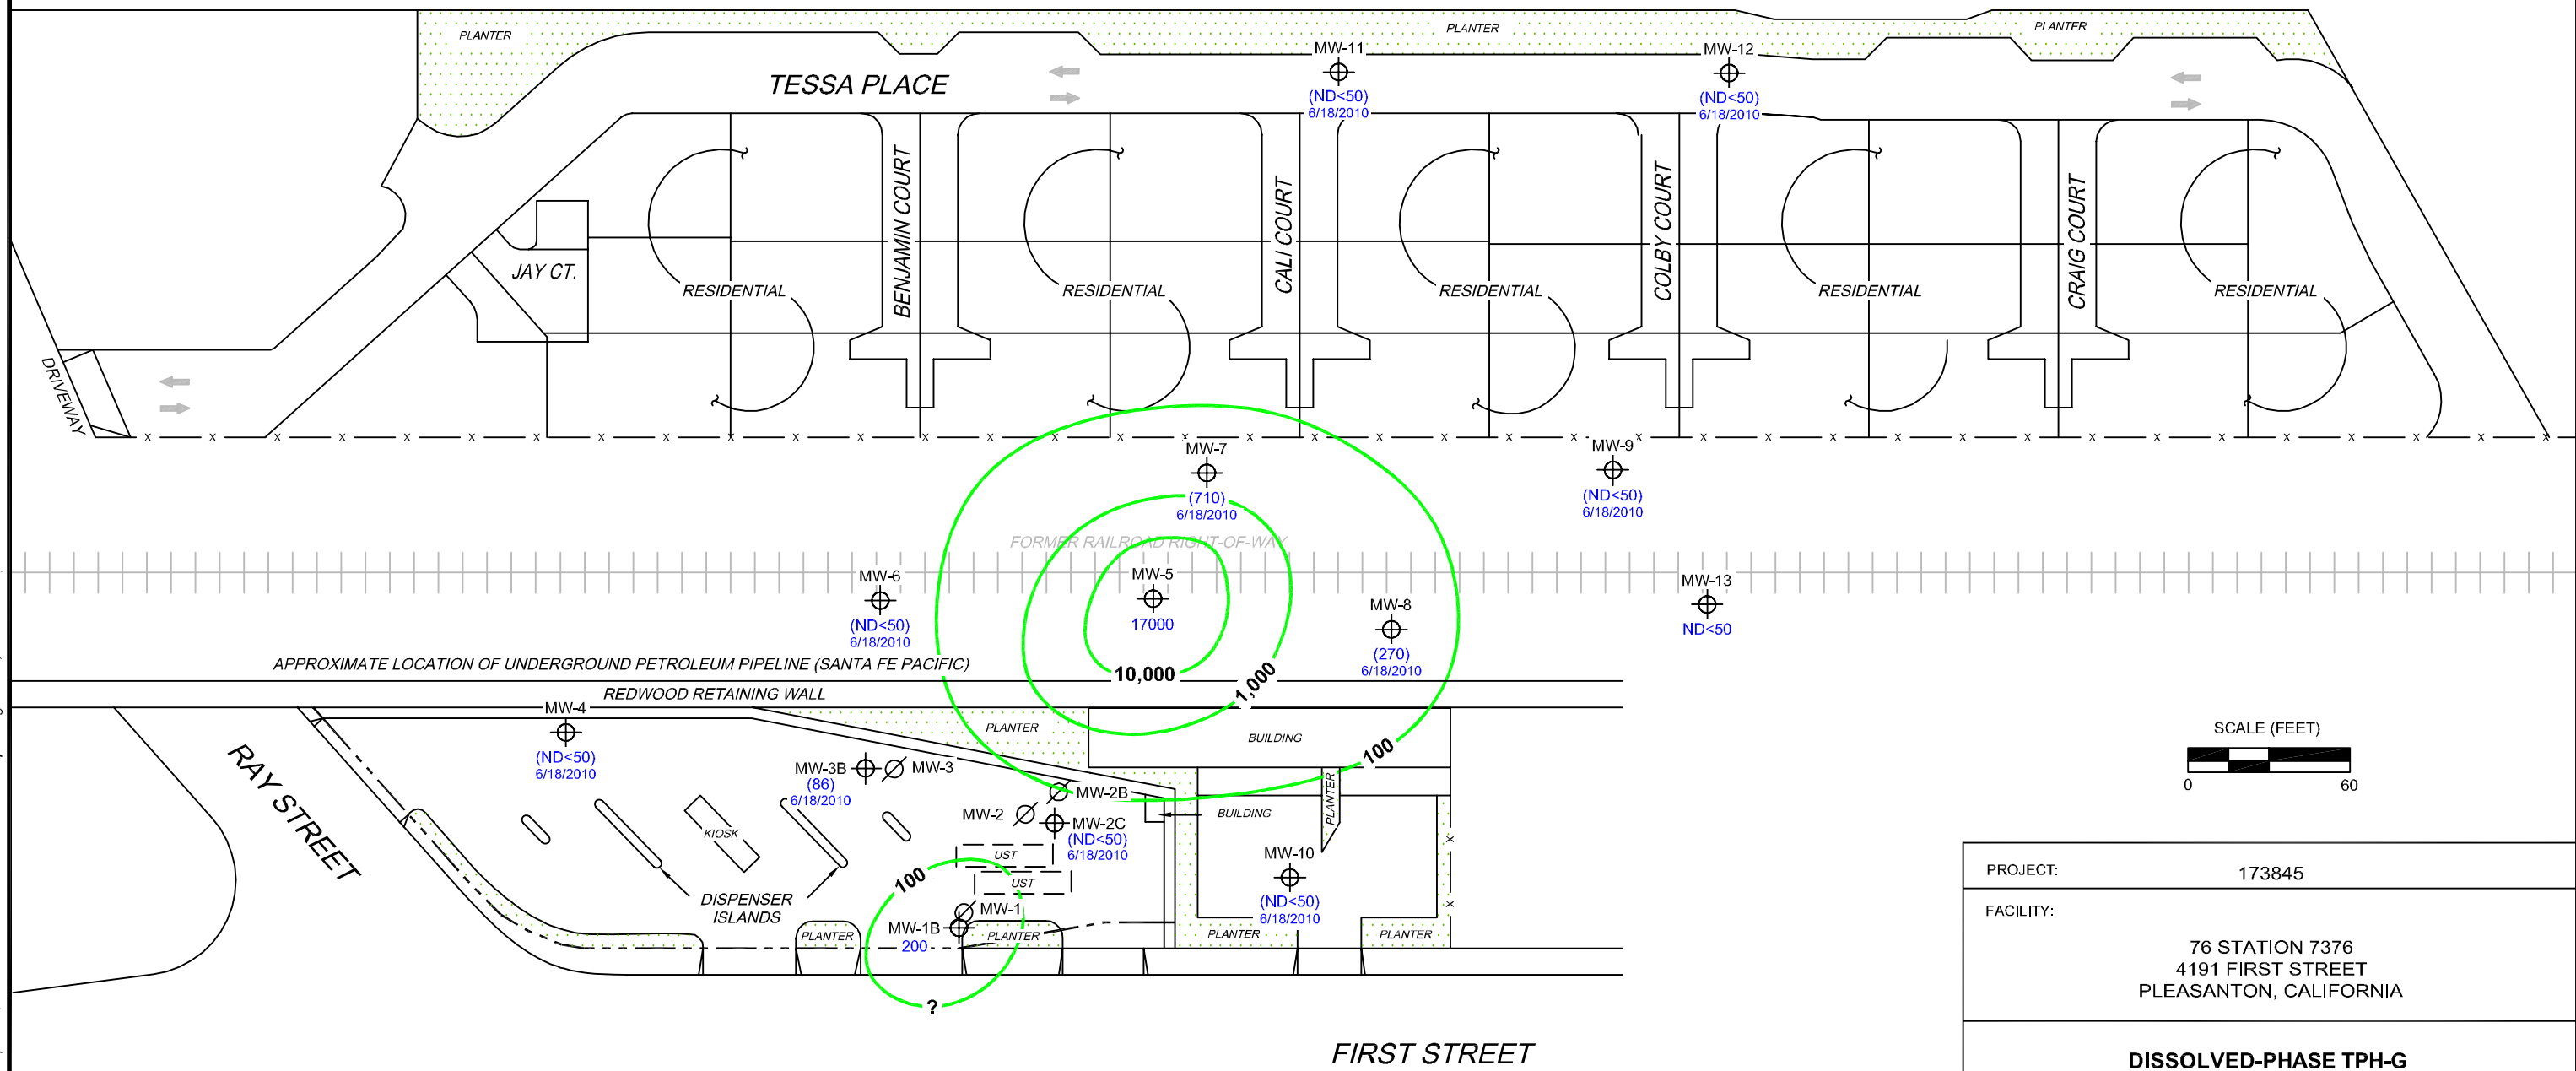 PLANTER
PLANTER
PLANTER
MW-11
MW-12
TESSA PLACE
(ND<50)
6/18/2010
(ND<50)
6/18/2010
BENJAMIN COURT
CALI COURT
COLBY COURT
CRAIG COURT
JAY CT.
RESIDENTIAL
RESIDENTIAL
RESIDENTIAL
RESIDENTIAL
RESIDENTIAL
DRIVEWAY
MW-7
(710)
6/18/2010
MW-9
(ND<50)
6/18/2010
FORMER RAILROAD RIGHT-OF-WAY
MW-6
(ND<50)
6/18/2010
MW-5
17000
MW-8
(270)
6/18/2010
MW-13
ND<50
10,000
1,000
100
APPROXIMATE LOCATION OF UNDERGROUND PETROLEUM PIPELINE (SANTA FE PACIFIC)
REDWOOD RETAINING WALL
MW-4
(ND<50)
6/18/2010
PLANTER
BUILDING
RAY STREET
MW-3B
(86)
6/18/2010
MW-3
MW-2B
MW-2
MW-2C
(ND<50)
6/18/2010
BUILDING
PLANTER
KIOSK
UST
UST
100
DISPENSER
ISLANDS
MW-1
MW-1B
200
PLANTER
PLANTER
MW-10
(ND<50)
6/18/2010
PLANTER
PLANTER
?
FIRST STREET
SCALE (FEET)
0 60
PROJECT: 173845
FACILITY:
76 STATION 7376
4191 FIRST STREET
PLEASANTON, CALIFORNIA
DISSOLVED-PHASE TPH-G